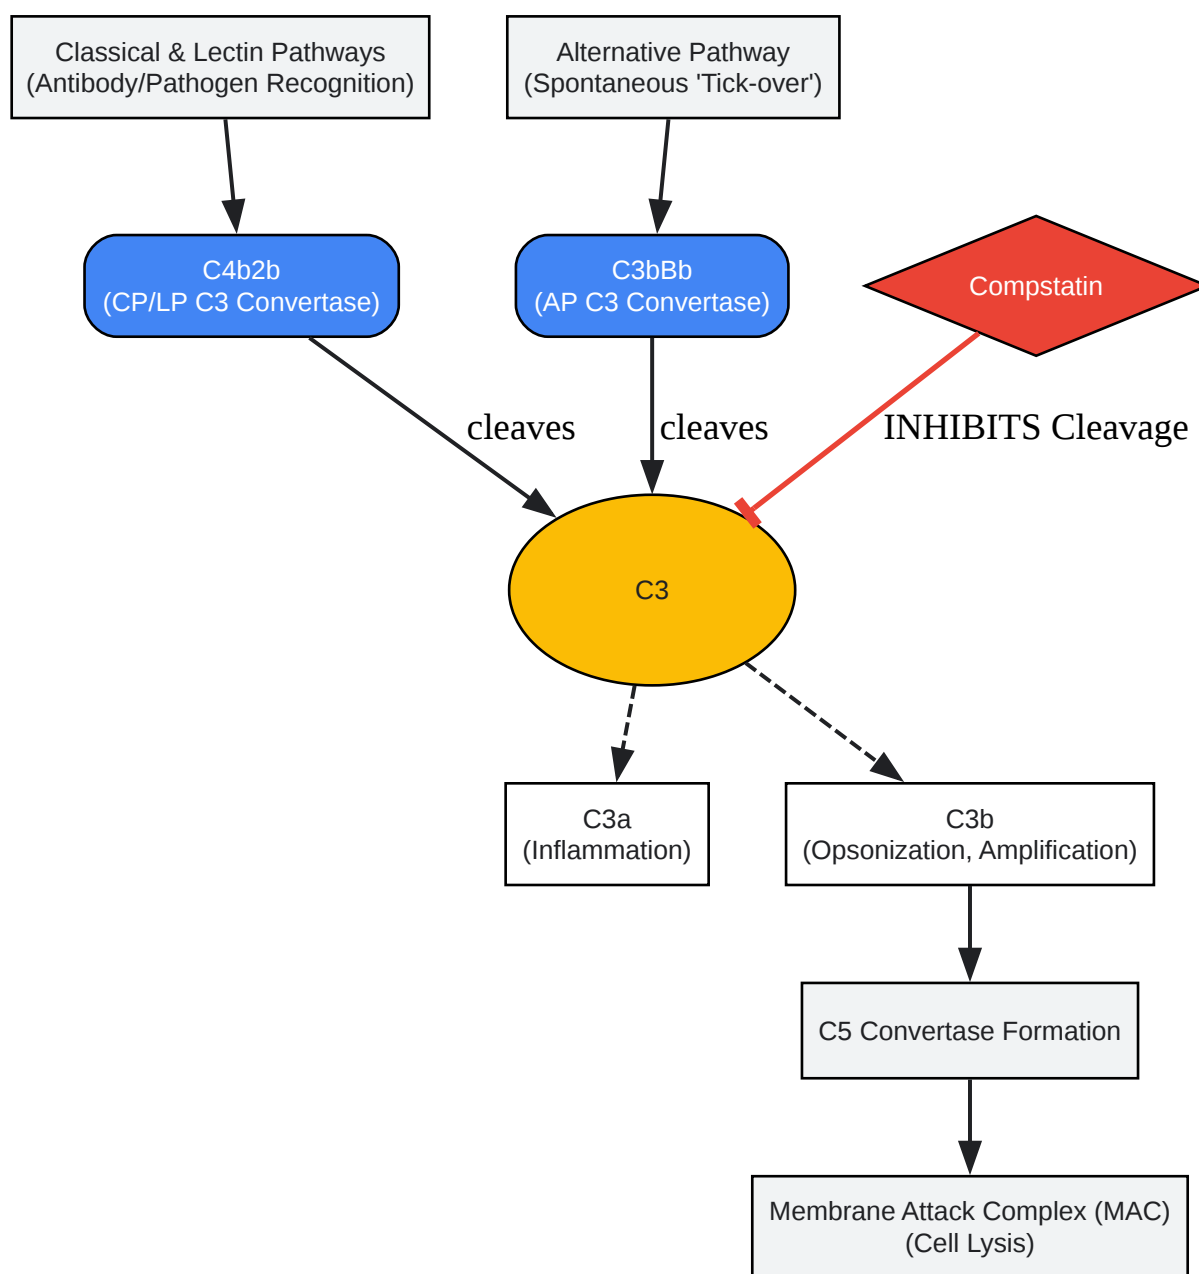 Classical & Lectin Pathways
(Antibody/Pathogen Recognition)
Alternative Pathway
(Spontaneous 'Tick-over')
C4b2b
(CP/LP C3 Convertase)
C3bBb
(AP C3 Convertase)
Compstatin
cleaves
cleaves
INHIBITS Cleavage
C3
C3a
(Inflammation)
C3b
(Opsonization, Amplification)
C5 Convertase Formation
Membrane Attack Complex (MAC)
(Cell Lysis)